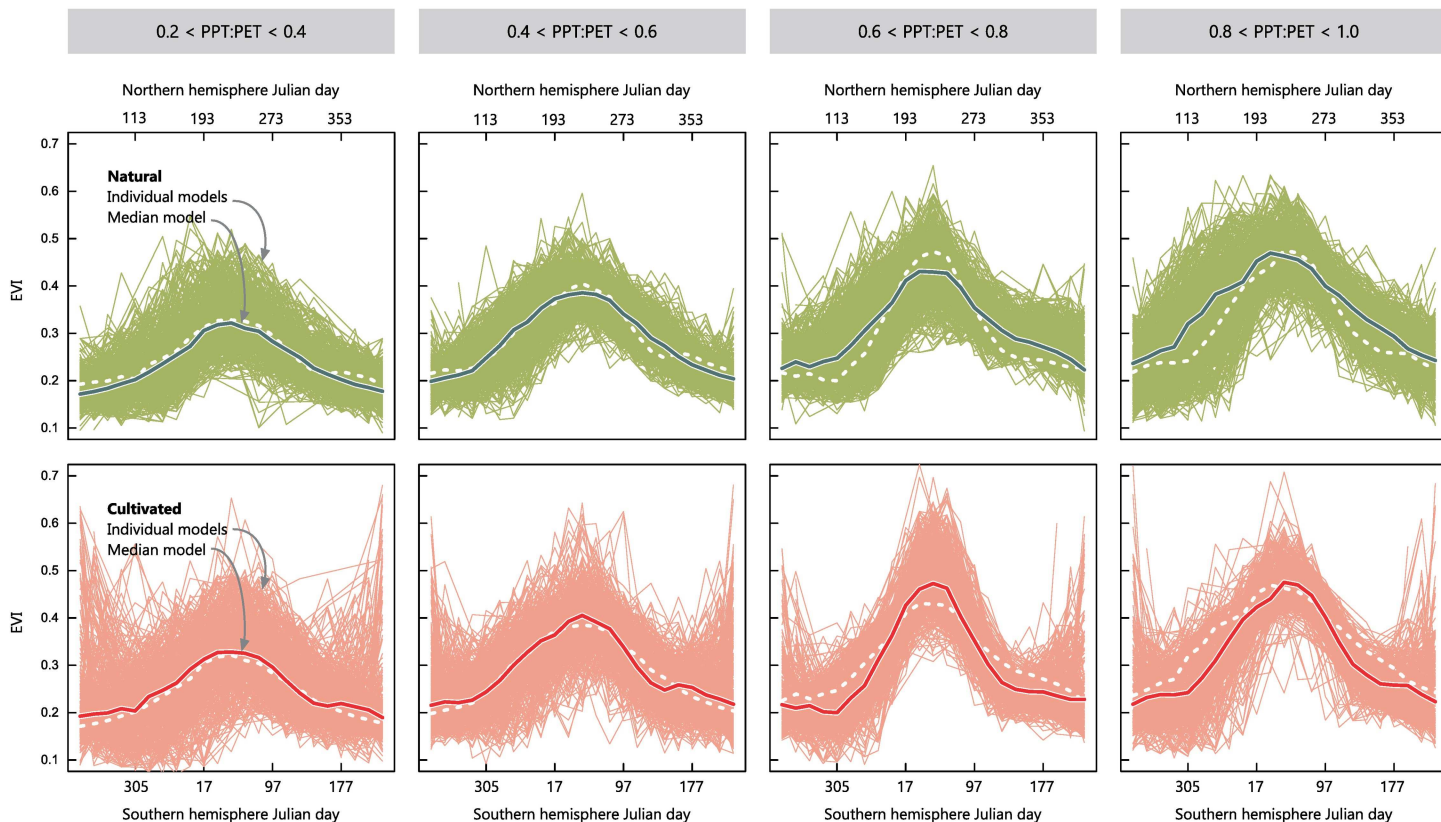 0.2 < PPT:PET < 0.4
0.4 < PPT:PET < 0.6
0.6 < PPT:PET < 0.8
0.8 < PPT:PET < 1.0
Northern hemisphere Julian day
Northern hemisphere Julian day
Northern hemisphere Julian day
Northern hemisphere Julian day
113 193 273 353
113 193 273 353
113 193 273 353
113 193 273 353
0.7
0.6
0.5
0.4
0.3
0.2
0.1
EVI
Natural
Individual models
Median model
0.7
0.6
0.5
0.4
0.3
0.2
0.1
EVI
Cultivated
Individual models
Median model
305 17 97 177
305 17 97 177
305 17 97 177
305 17 97 177
Southern hemisphere Julian day
Southern hemisphere Julian day
Southern hemisphere Julian day
Southern hemisphere Julian day